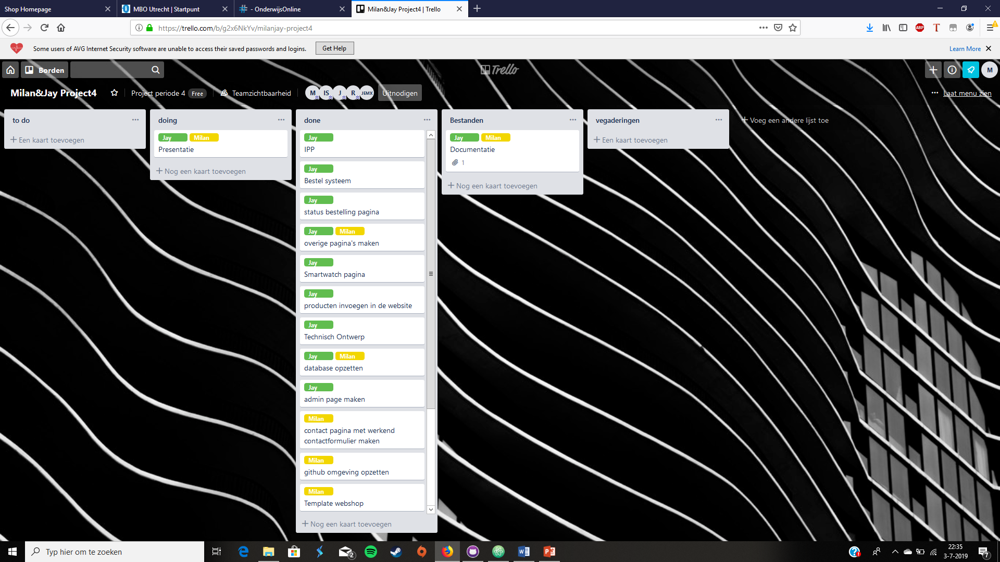 Shop Homepage
MBO Utrecht | Startpunt
- OnderwijsOnline
Milan&Jay Project4 | Trello
https://trello.com/b/g2x6NkYv/milanjay-project4
ABP
T
Some users of AVG Internet Security software are unable to access their saved passwords and logins.
Get Help
Learn More
Borden
Trello
M
Milan&Jay Project4
Project periode 4
Free
Teamzichtbaarheid
M
IS
J
R
JEMX
Uitnodigen
Laat menu zien
to do
Een kaart toevoegen
doing
Jay Milan
Presentatie
Nog een kaart toevoegen
done
Jay
IPP
Jay
Bestel systeem
Jay
status bestelling pagina
Jay Milan
overige pagina's maken
Jay
Smartwatch pagina
Jay
producten invoegen in de website
Jay
Technisch Ontwerp
Jay Milan
database opzetten
Jay
admin page maken
Milan
contact pagina met werkend
contactformulier maken
Milan
github omgeving opzetten
Milan
Template webshop
Nog een kaart toevoegen
Bestanden
Jay Milan
Documentatie
1
Nog een kaart toevoegen
vegaderingen
Een kaart toevoegen
Voeg een andere lijst toe
Typ hier om te zoeken
2
22:35
3-7-2019
7